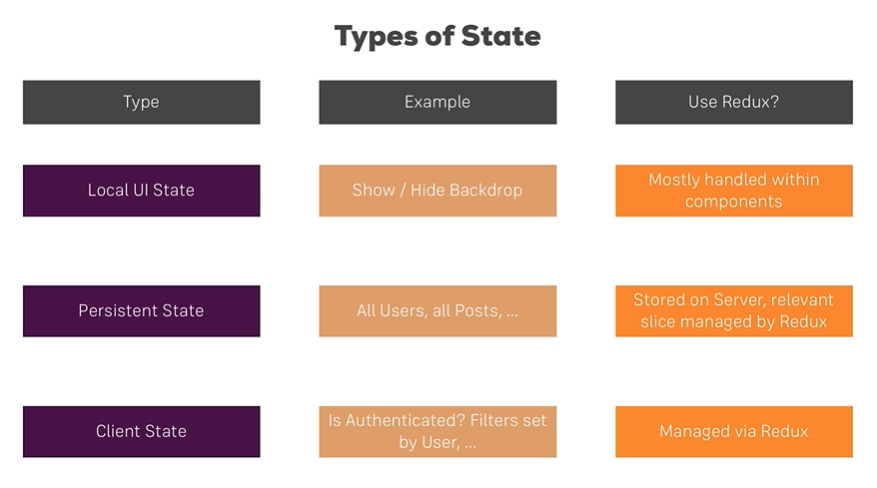 Types of State
Type
Example
Use Redux?
Local UI State
Show / Hide Backdrop
Mostly handled within
components
Persistent State
All Users, all Posts, ...
Stored on Server, relevant
slice managed by Redux
Client State
Is Authenticated? Filters set
by User, ...
Managed via Redux